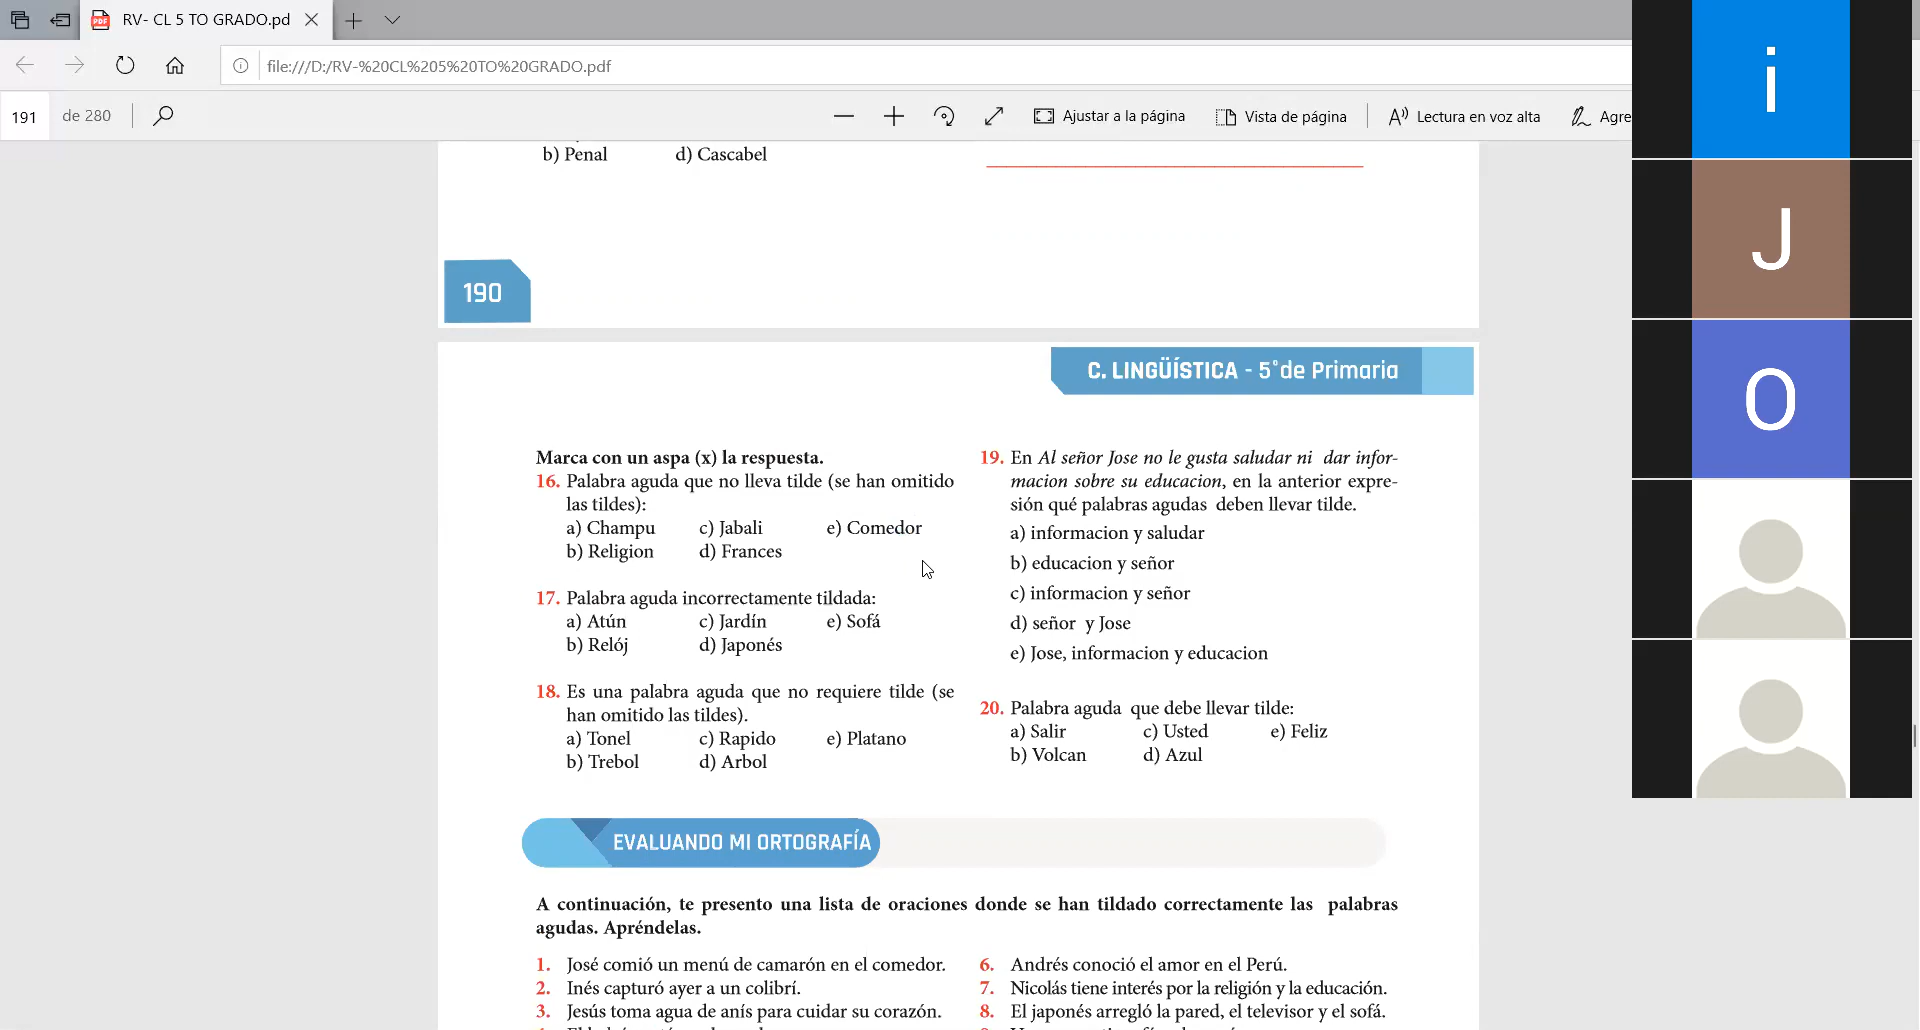 RV- CL 5 TO GRADO.pd
file:///D:/RV-%20CL%205%20TO%20GRADO.pdf
191 de 280
Ajustar a la página
Vista de página
Lectura en voz alta
Agre
b) Penal d) Cascabel
190
C. LINGÜÍSTICA - 5°de Primaria
Marca con un aspa (x) la respuesta.
16. Palabra aguda que no lleva tilde (se han omitido
las tildes):
a) Champu c) Jabali e) Comedor
b) Religion d) Frances
17. Palabra aguda incorrectamente tildada:
a) Atún c) Jardín e) Sofá
b) Relój d) Japonés
18. Es una palabra aguda que no requiere tilde (se
han omitido las tildes).
a) Tonel c) Rapido e) Platano
b) Trebol d) Arbol
19. En Al señor Jose no le gusta saludar ni dar infor-
macion sobre su educacion, en la anterior expre-
sión qué palabras agudas deben llevar tilde.
a) informacion y saludar
b) educacion y señor
c) informacion y señor
d) señor y Jose
e) Jose, informacion y educacion
20. Palabra aguda que debe llevar tilde:
a) Salir c) Usted e) Feliz
b) Volcan d) Azul
EVALUANDO MI ORTOGRAFÍA
A continuación, te presento una lista de oraciones donde se han tildado correctamente las palabras
agudas. Apréndelas.
1. José comió un menú de camarón en el comedor.
2. Inés capturó ayer a un colibrí.
3. Jesús toma agua de anís para cuidar su corazón.
6. Andrés conoció el amor en el Perú.
7. Nicolás tiene interés por la religión y la educación.
8. El japonés arregló la pared, el televisor y el sofá.
i
J
O